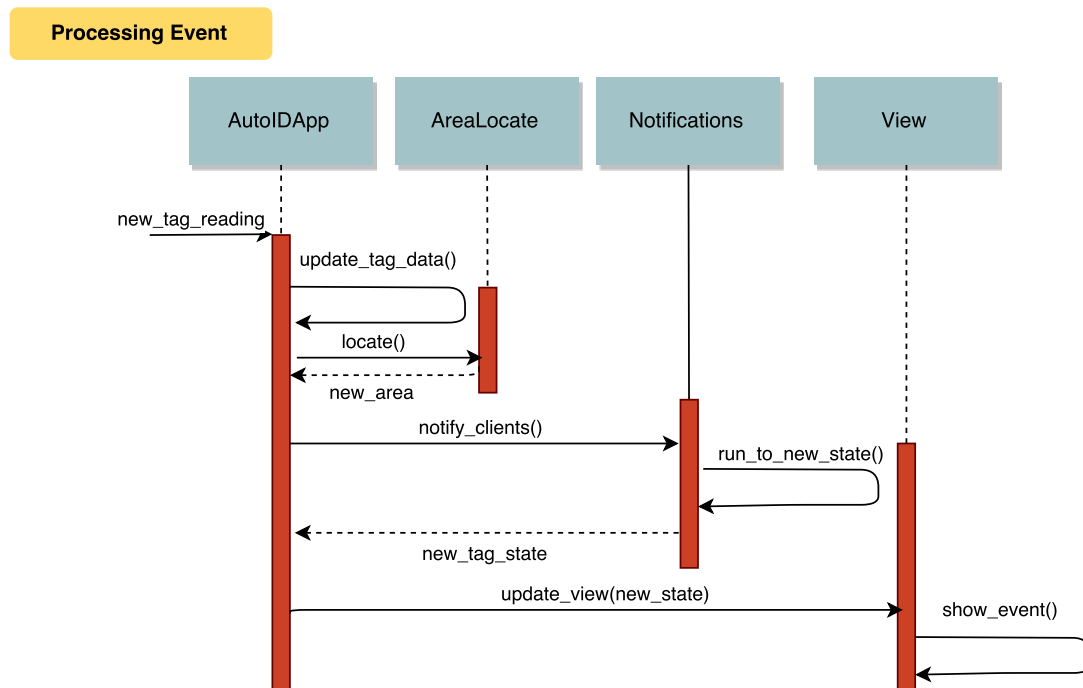 Processing Event
AutoIDApp
AreaLocate
Notifications
View
new_tag_reading
update_tag_data()
locate()
new_area
notify_clients()
run_to_new_state()
new_tag_state
update_view(new_state)
show_event()